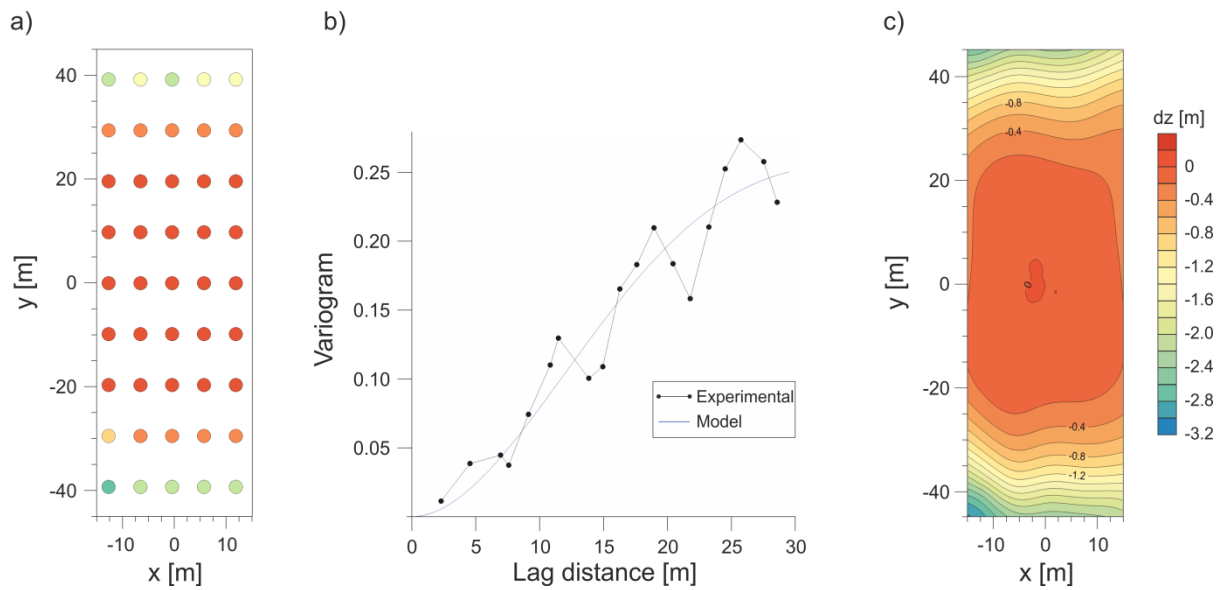 a)
40
20
0
-20
-40
y [m]
-10 0 10
x [m]
b)
0.25
0.20
0.15
0.10
0.05
Variogram
Experimental
Model
0 5 10 15 20 25 30
Lag distance [m]
c)
40
20
0
-20
-40
y [m]
-0.8
-0.4
0
-0.4
-0.8
-1.2
-10 0 10
x [m]
dz [m]
0
-0.4
-0.8
-1.2
-1.6
-2.0
-2.4
-2.8
-3.2